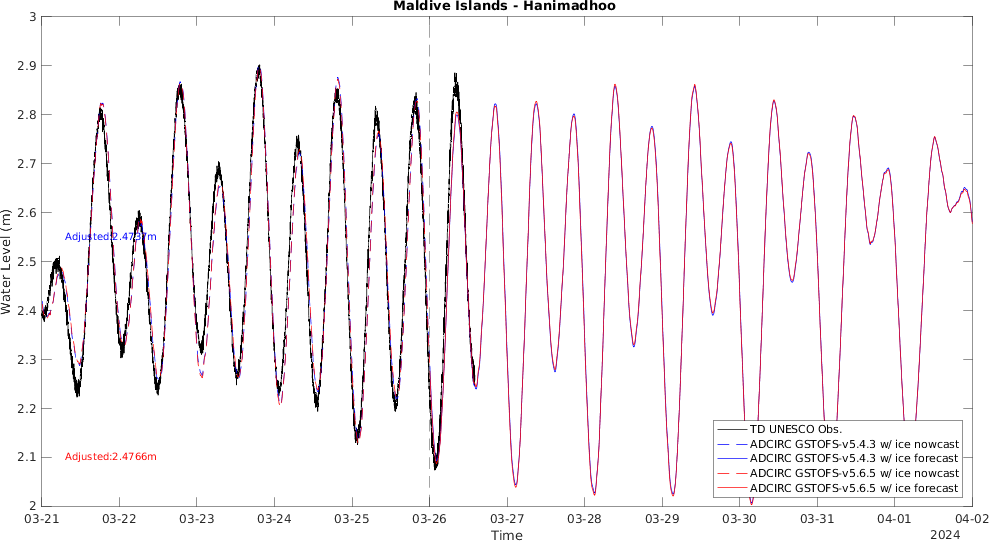 Maldive Islands - Hanimadhoo
3
2.9
2.8
2.7
2.6
2.5
2.4
2.3
2.2
2.1
2
Water Level (m)
Adjusted:2.4737m
Adjusted:2.4766m
TD UNESCO Obs.
ADCIRC GSTOFS-v5.4.3 w/ ice nowcast
ADCIRC GSTOFS-v5.4.3 w/ ice forecast
ADCIRC GSTOFS-v5.6.5 w/ ice nowcast
ADCIRC GSTOFS-v5.6.5 w/ ice forecast
03-21 03-22 03-23 03-24 03-25 03-26 03-27 03-28 03-29 03-30 03-31 04-01 04-02
Time
2024